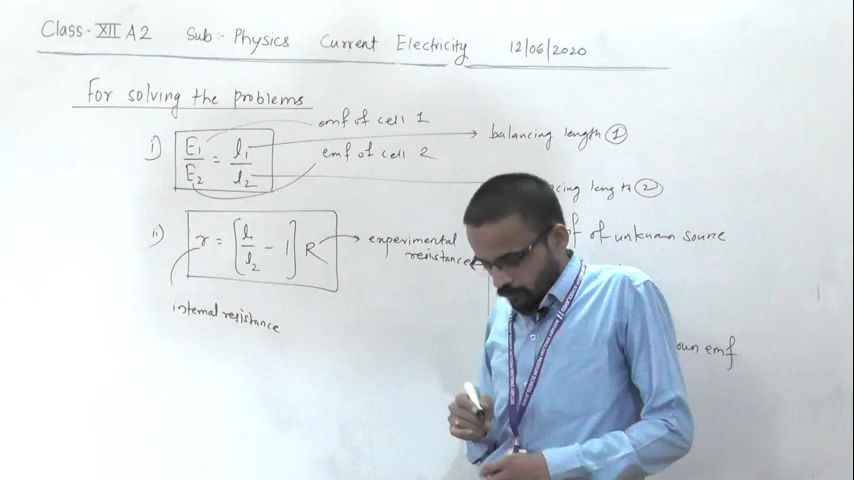 Class - XII A2 Sub:- Physics Current Electricity 12/06/2020
For solving the problems
i) E1/E2 = l1/l2
emf of cell 1
emf of cell 2
balancing length ①
length ②
ii) r = [l1/l2 - 1] R
experimental resistance
internal resistance
of unknown source
emf